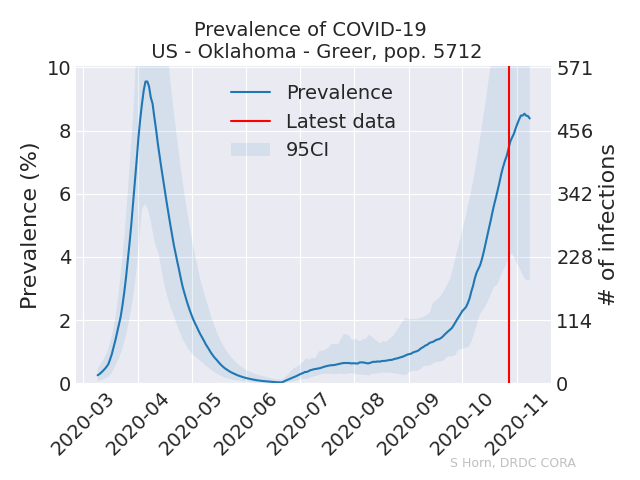 Prevalence of COVID-19
US - Oklahoma - Greer, pop. 5712
Prevalence
Latest data
95CI
Prevalence (%)
10
8
6
4
2
0
571
456
342
228
114
0
# of infections
2020-03
2020-04
2020-05
2020-06
2020-07
2020-08
2020-09
2020-10
2020-11
S Horn, DRDC CORA